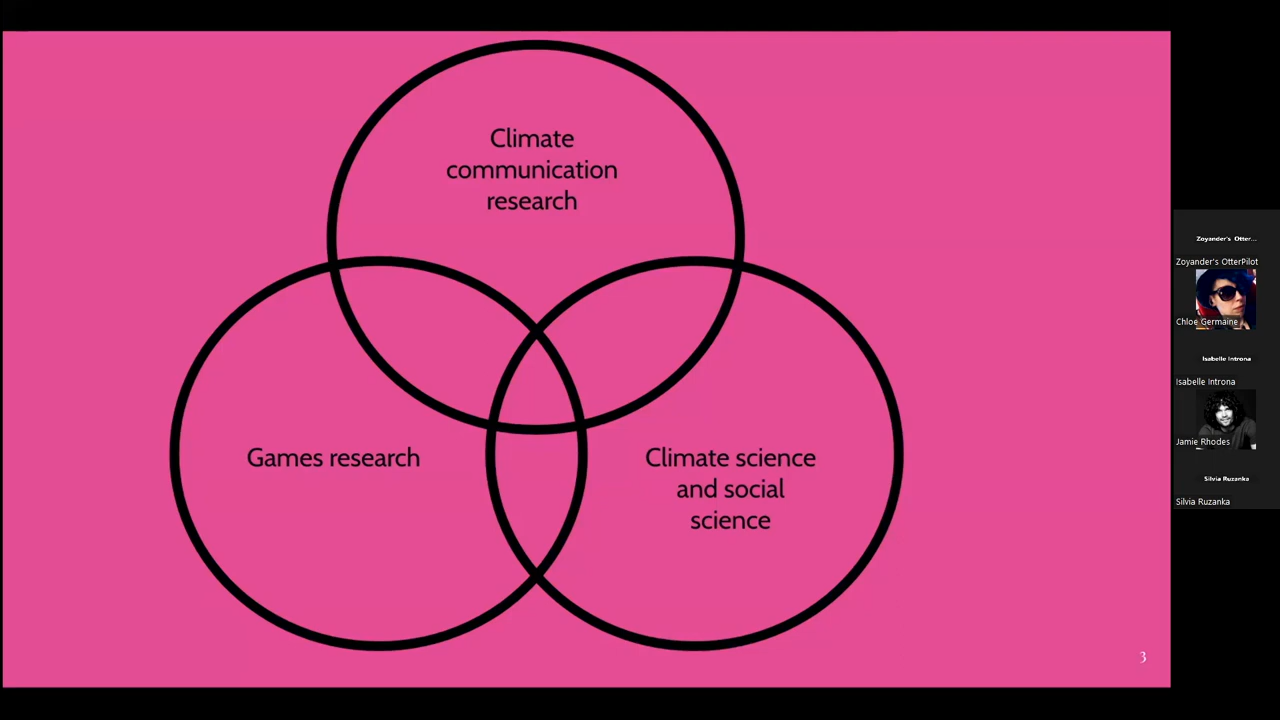 Climate
communication
research
Games research
Climate science
and social
science
3
Zoyander's Otter...
Zoyander's OtterPilot
Chloe Germaine
Isabelle Introna
Isabelle Introna
Jamie Rhodes
Silvia Ruzanka
Silvia Ruzanka